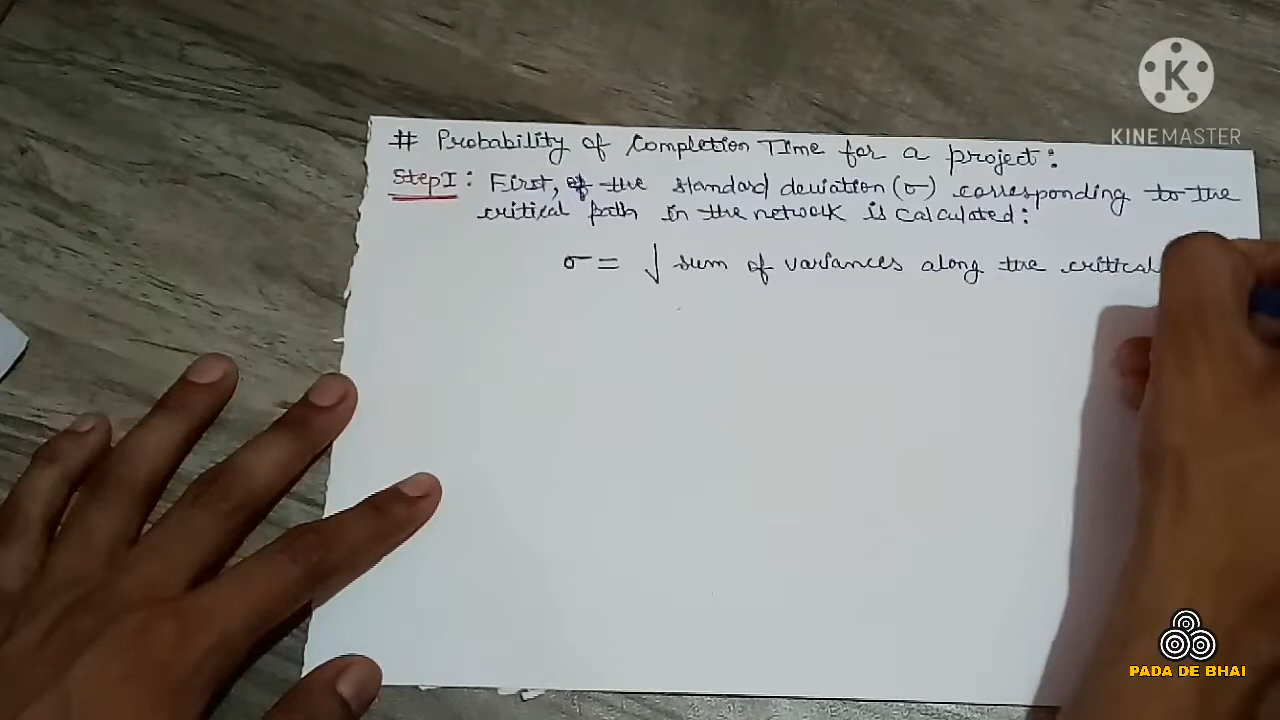 # Probability of Completion Time for a project:
Step I: First, of the standard deviation (σ) corresponding to the
critical path in the network is calculated:
σ = √ sum of variances along the critical
K
KINEMASTER
PADA DE BHAI